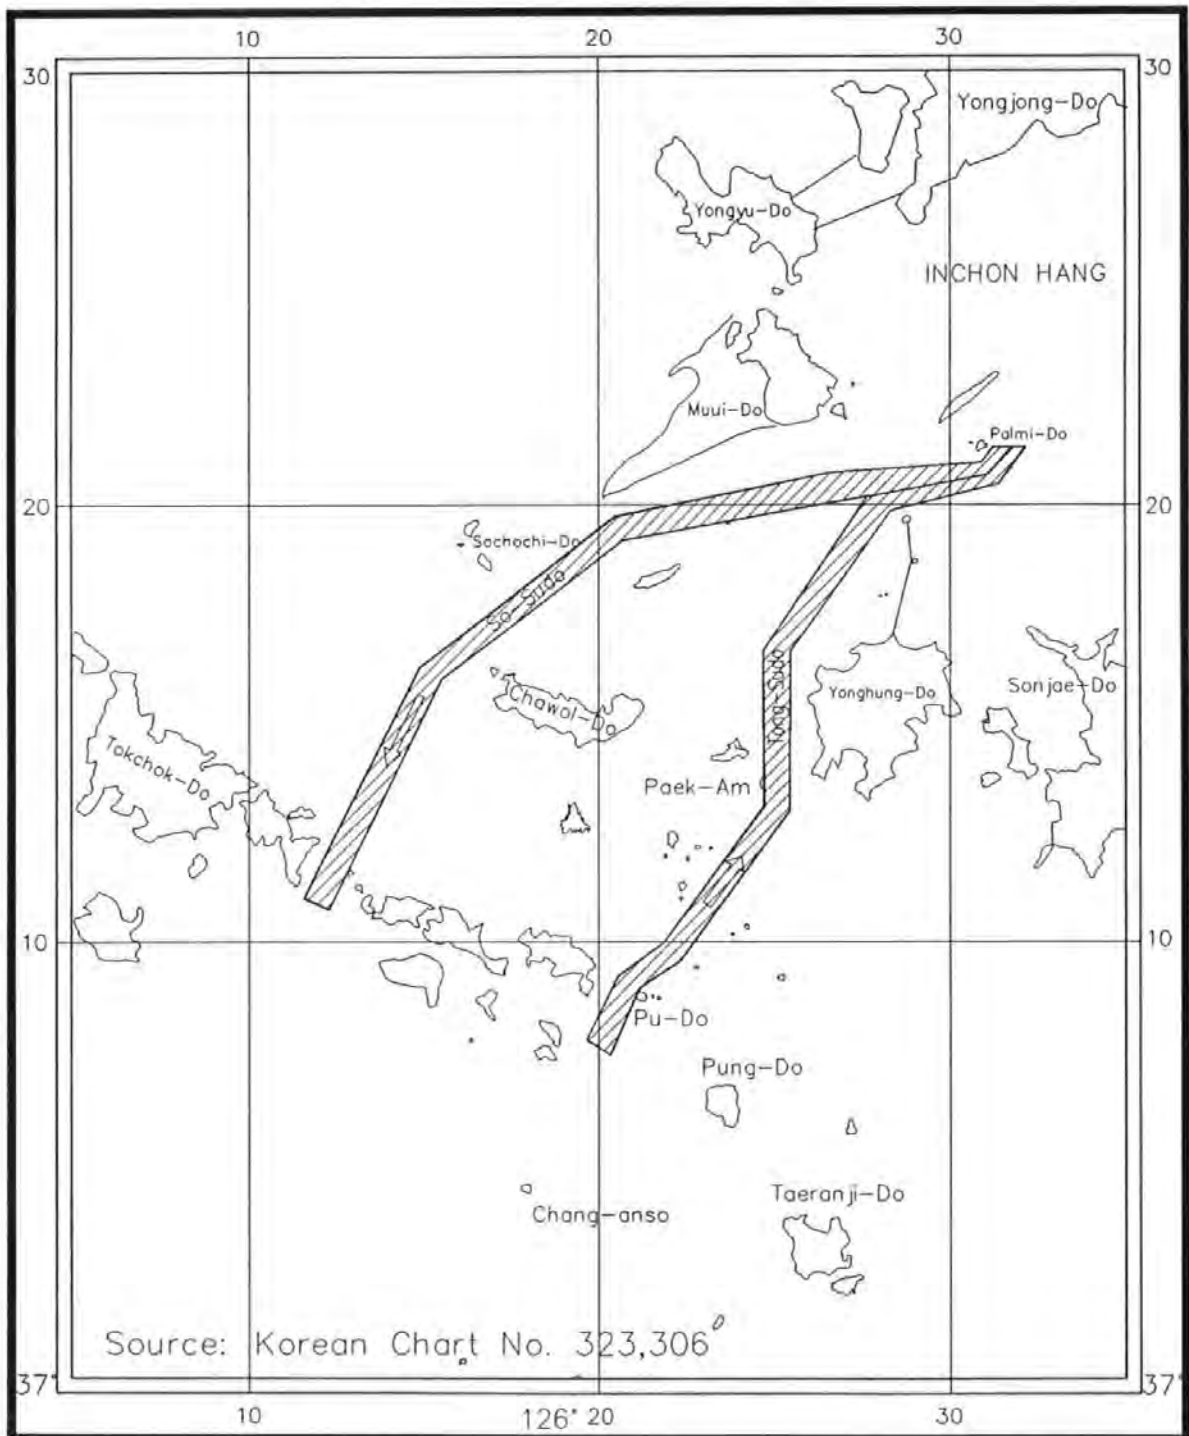 10 20 30
30 30
Yongjong-Do
Yongyu-Do
INCHON HANG
Muui-Do
Palmi-Do
20 20
Sochochi-Do
So-Sudo
Chawol-Do
Tong-Sudo
Yonghung-Do
Sonjae-Do
Tokchok-Do
Paek-Am
10 10
Pu-Do
Pung-Do
Taeranji-Do
Chang-anso
Source: Korean Chart No. 323,306
37° 37°
10 126° 20 30